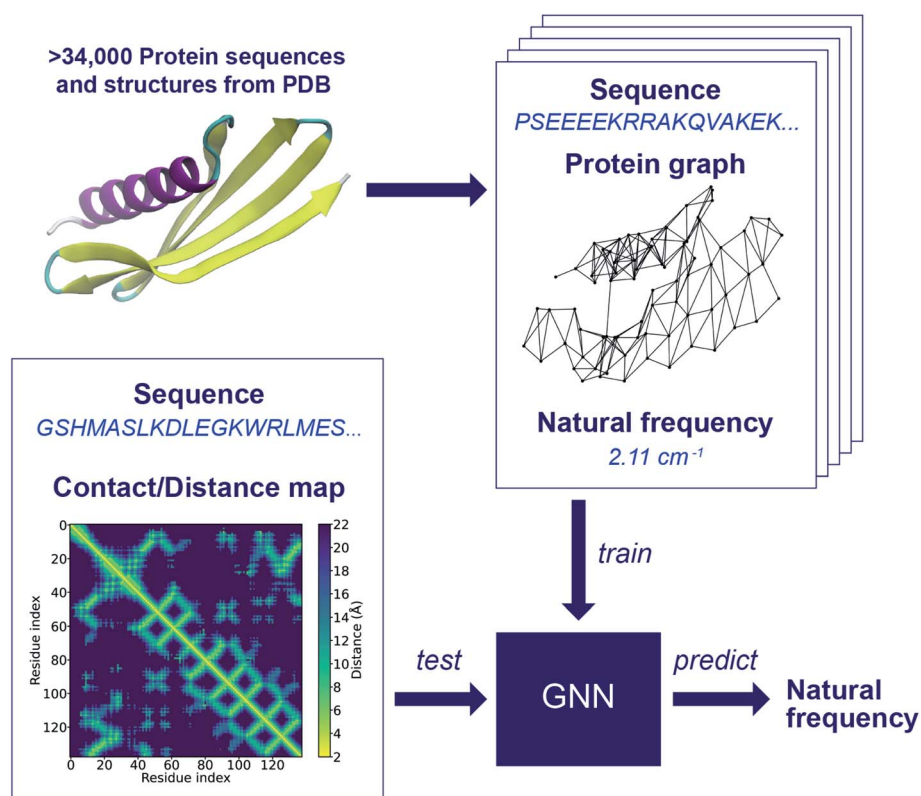 >34,000 Protein sequences
and structures from PDB
Sequence
PSEEEEKRRAKQVAKEK...
Protein graph
Natural frequency
2.11 cm⁻¹
Sequence
GSHMASLKDLEGKWRLMES...
Contact/Distance map
0
20
40
60
80
100
120
Residue index
0 20 40 60 80 100 120
Residue index
22
20
18
16
14
12
10
8
6
4
2
Distance (Å)
train
test
GNN
predict
Natural
frequency